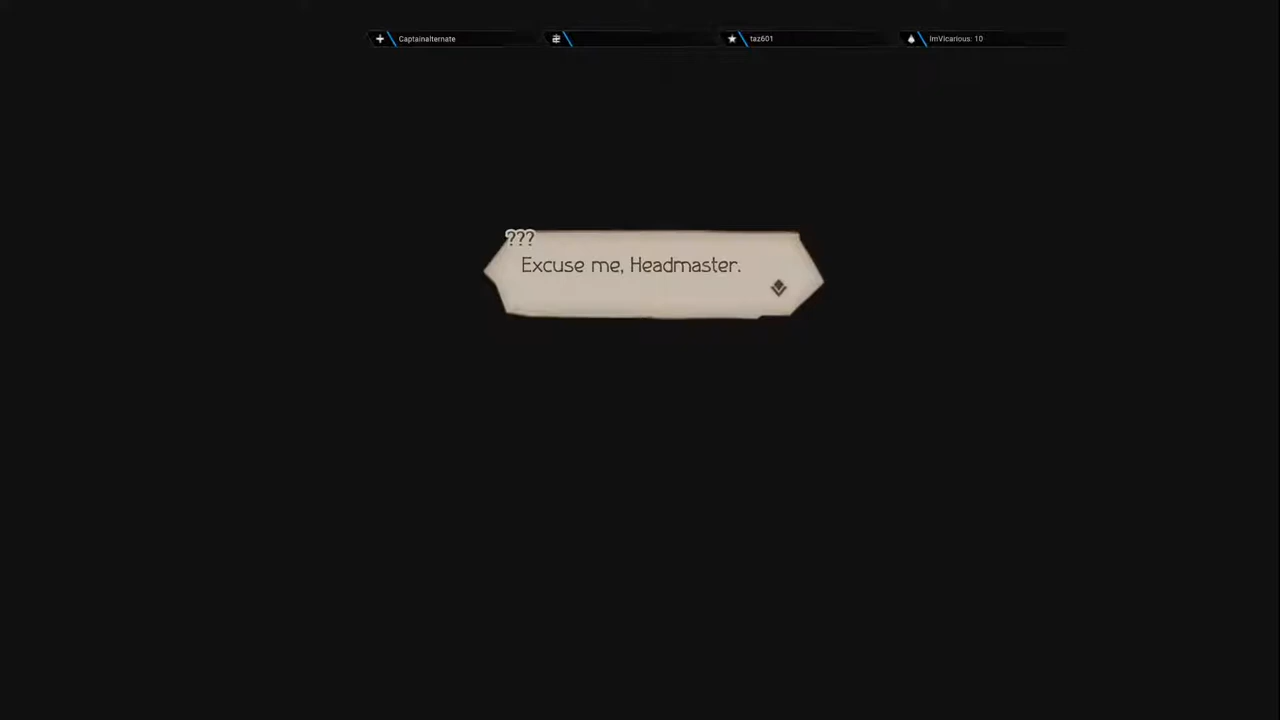 Captainalternate
taz601
ImVicarious: 10
???
Excuse me, Headmaster.